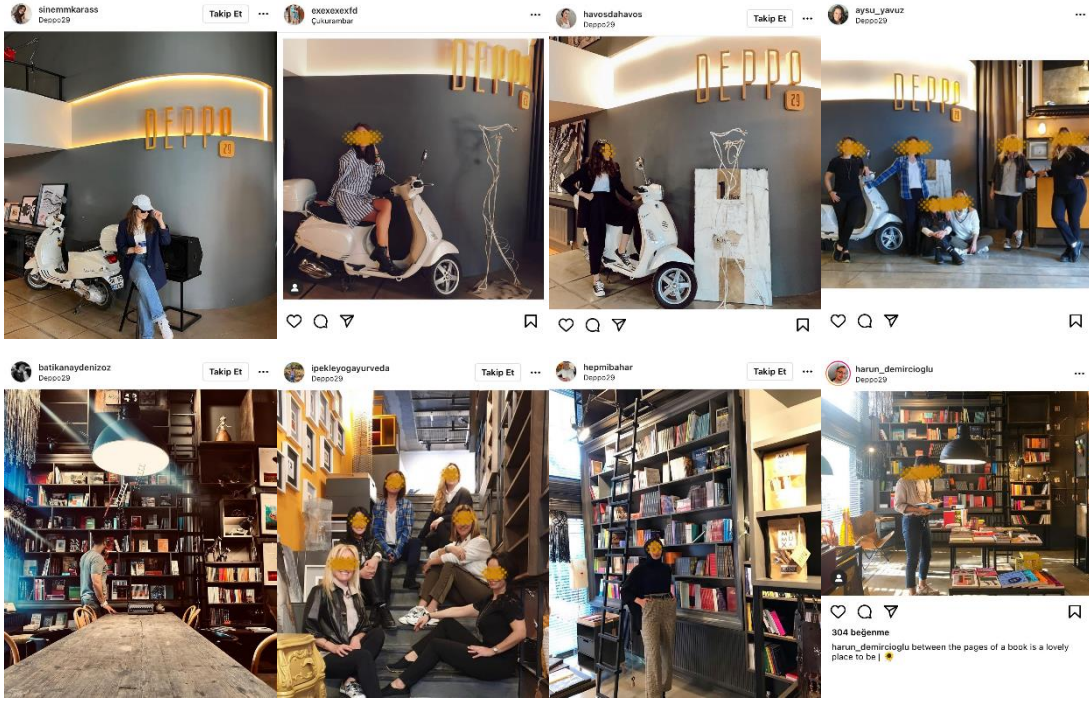 sinemmkarass
Deppo29
Takip Et
DEPPO
29
exexexexfd
Çukurambar
DEPPO
29
havosdahavos
Deppo29
Takip Et
DEPPO
29
aysu_yavuz
Deppo29
DEPPO
batikanaydenizoz
Deppo29
Takip Et
ipekleyogayurveda
Deppo29
Takip Et
hepmibahar
Deppo29
Takip Et
harun_demircioglu
Deppo29
304 beğenme
harun_demircioglu between the pages of a book is a lovely
place to be |